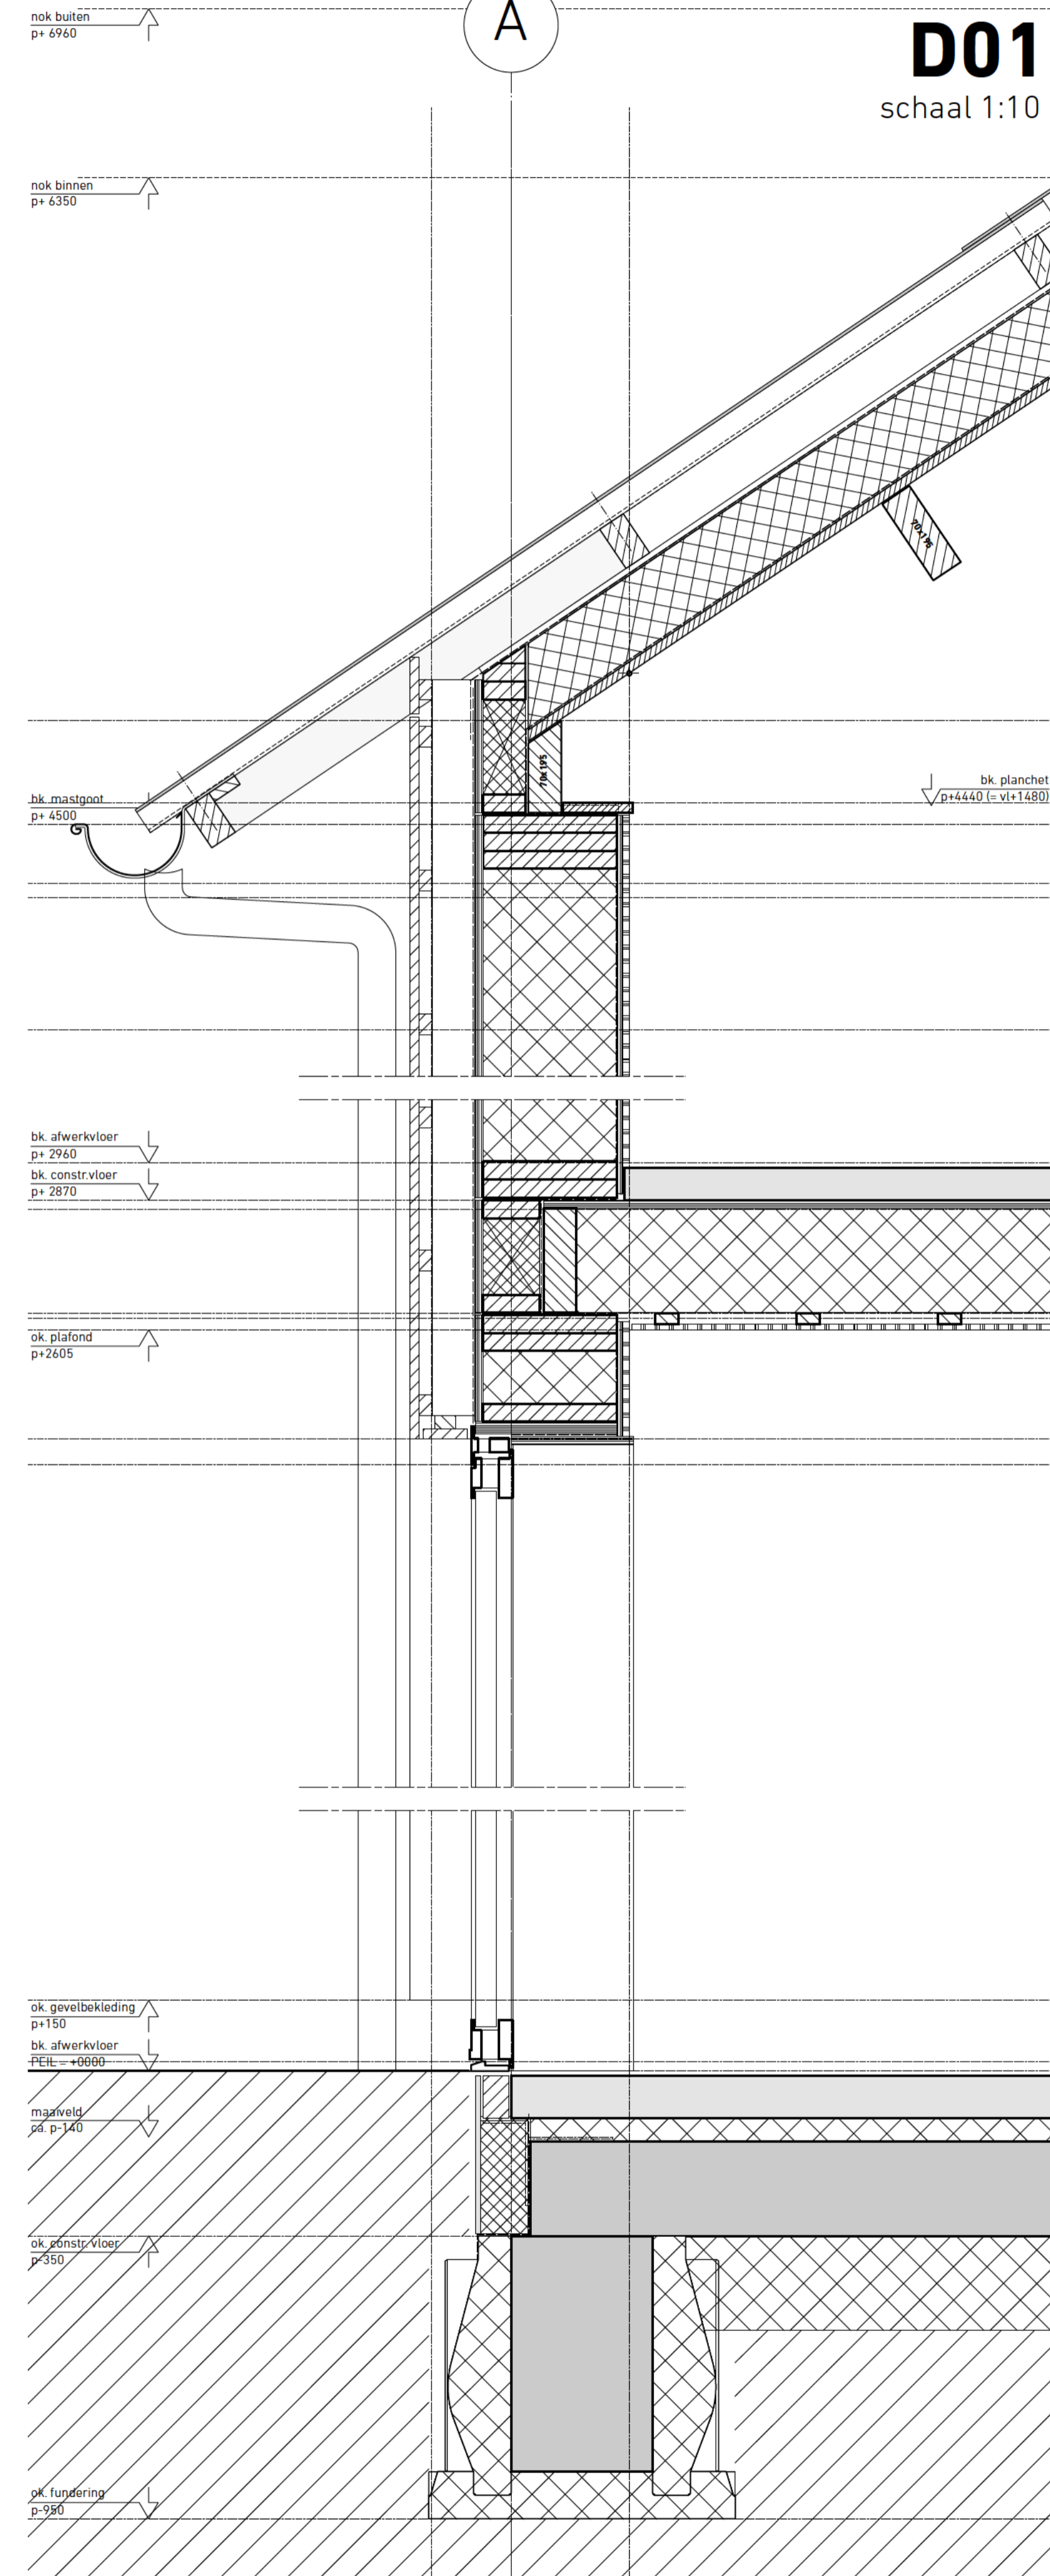 nok buiten
p+ 6960
A
D01
schaal 1:10
nok binnen
p+ 6350
70x195
70x195
bk. mastgoot
p+ 4500
bk. planchet
p+4440 (= vl+1480)
bk. afwerkvloer
p+ 2960
bk. constr.vloer
p+ 2870
ok. plafond
p+2605
ok. gevelbekleding
p+150
bk. afwerkvloer
PEIL = +0000
maaiveld
ca. p-140
ok. constr. vloer
p-350
ok. fundering
p-950